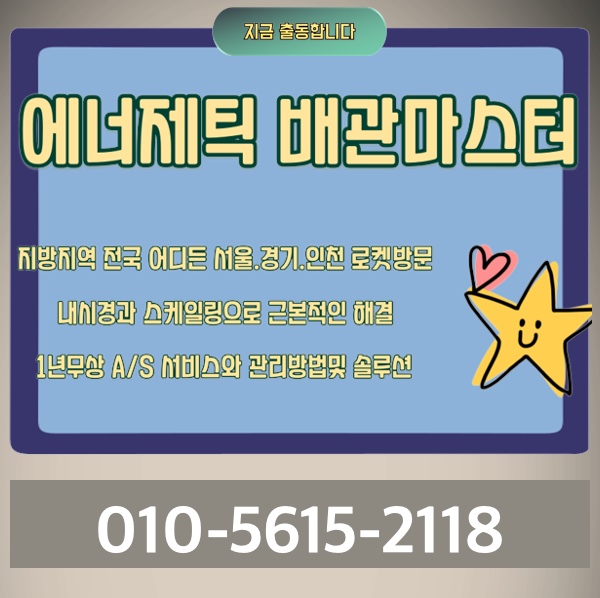 지금 출동합니다
에너제틱 배관마스터
지방지역 전국 어디든 서울.경기.인천 로켓방문
내시경과 스케일링으로 근본적인 해결
1년무상 A/S 서비스와 관리방법및 솔루션
010-5615-2118